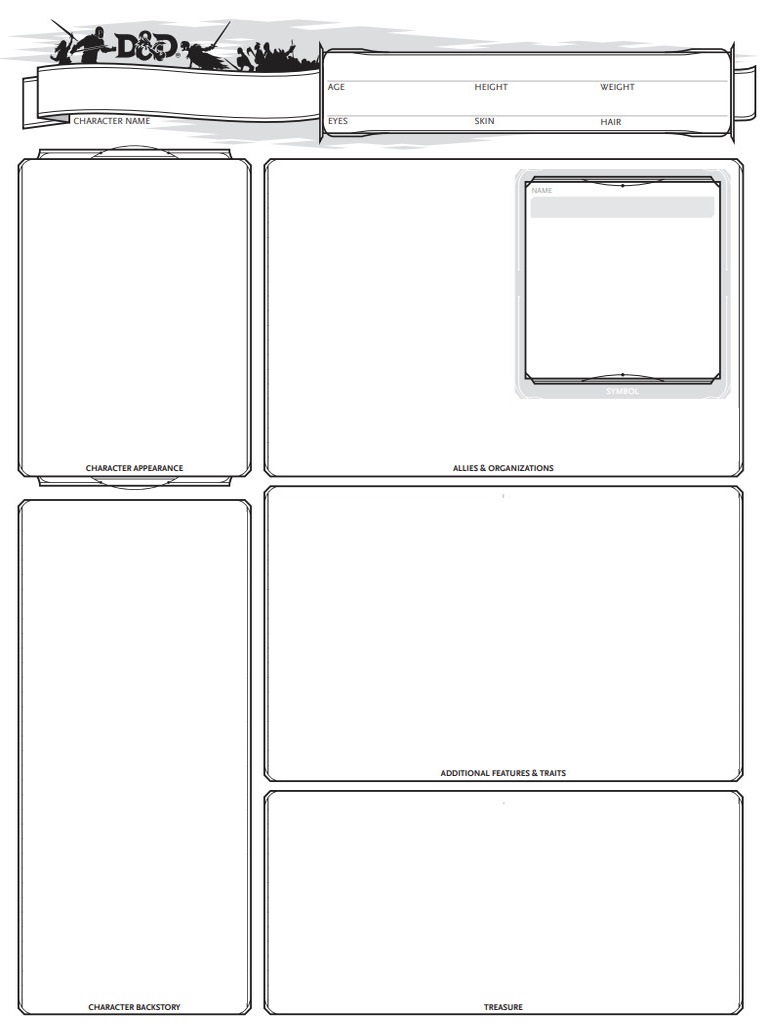 D&D®
AGE HEIGHT WEIGHT
CHARACTER NAME
EYES SKIN HAIR
NAME
SYMBOL
CHARACTER APPEARANCE
ALLIES & ORGANIZATIONS
ADDITIONAL FEATURES & TRAITS
CHARACTER BACKSTORY
TREASURE